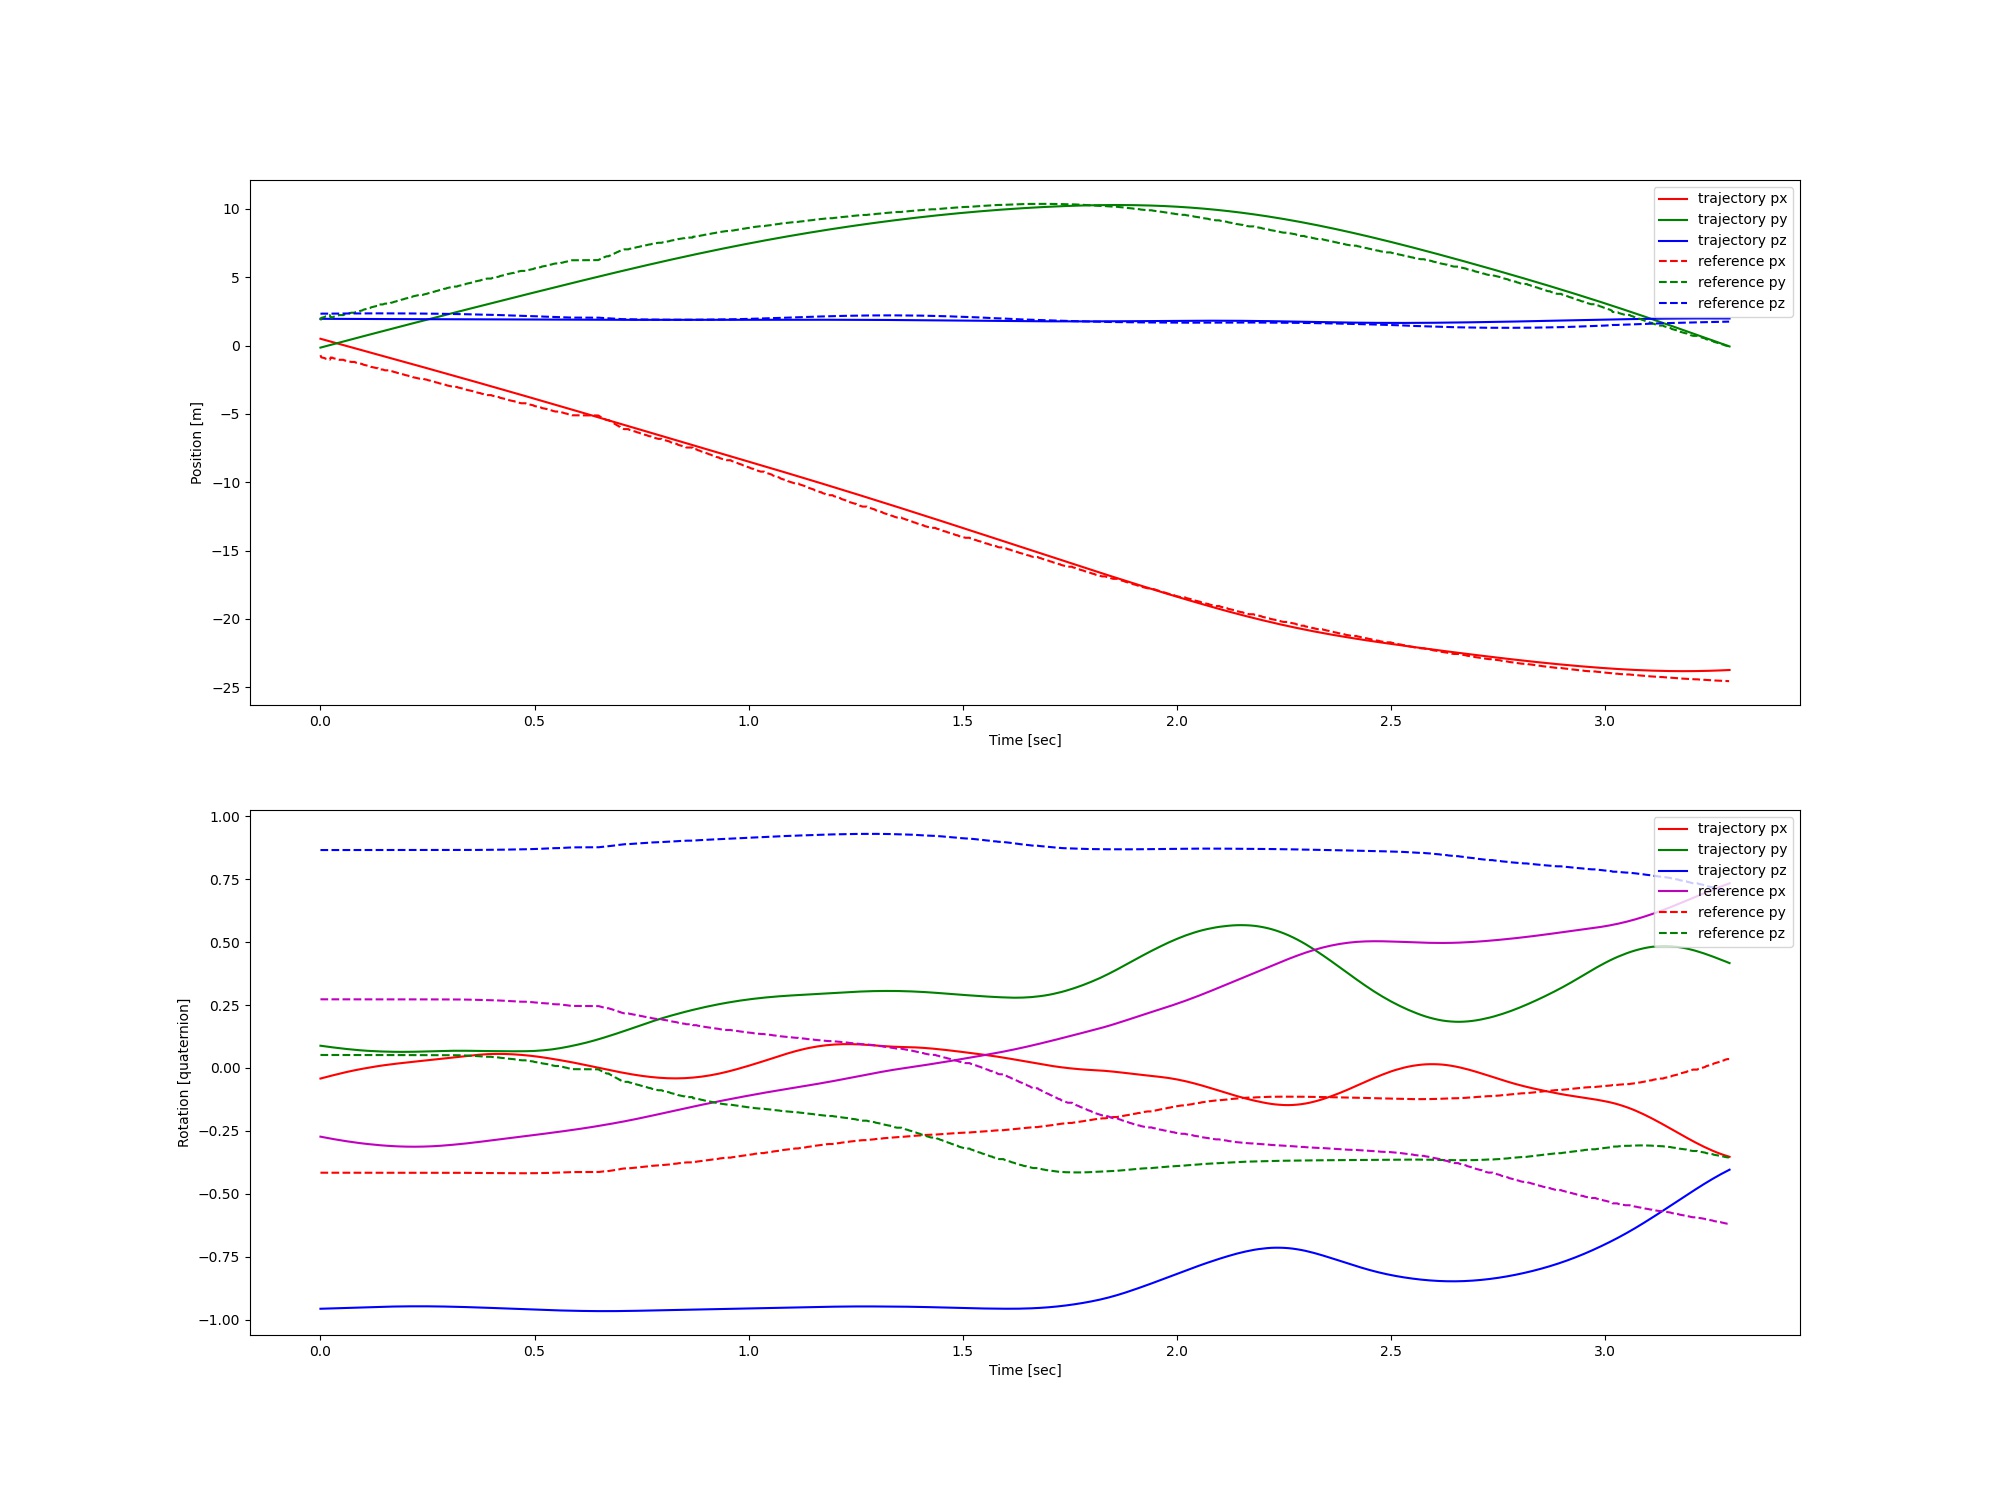 10
5
0
−5
−10
−15
−20
−25
Position [m]
0.0 0.5 1.0 1.5 2.0 2.5 3.0
Time [sec]
trajectory px
trajectory py
trajectory pz
reference px
reference py
reference pz
1.00
0.75
0.50
0.25
0.00
−0.25
−0.50
−0.75
−1.00
Rotation [quaternion]
0.0 0.5 1.0 1.5 2.0 2.5 3.0
Time [sec]
trajectory px
trajectory py
trajectory pz
reference px
reference py
reference pz